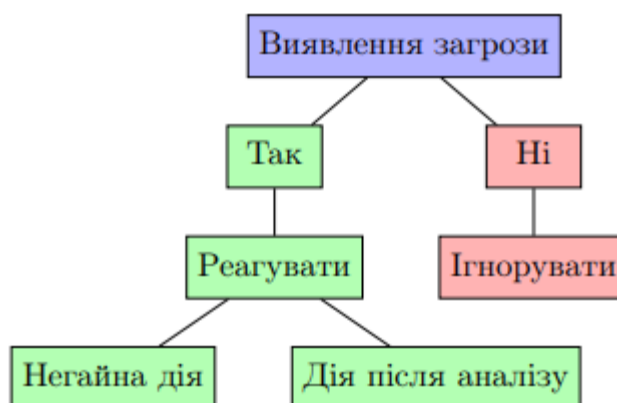 Виявлення загрози
Так
Ні
Реагувати
Ігнорувати
Негайна дія
Дія після аналізу